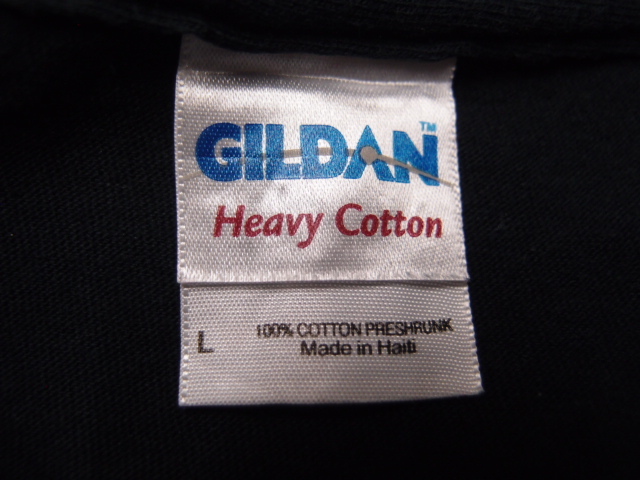 GILDAN™
Heavy Cotton
L
100% COTTON PRESHRUNK
Made in Haiti